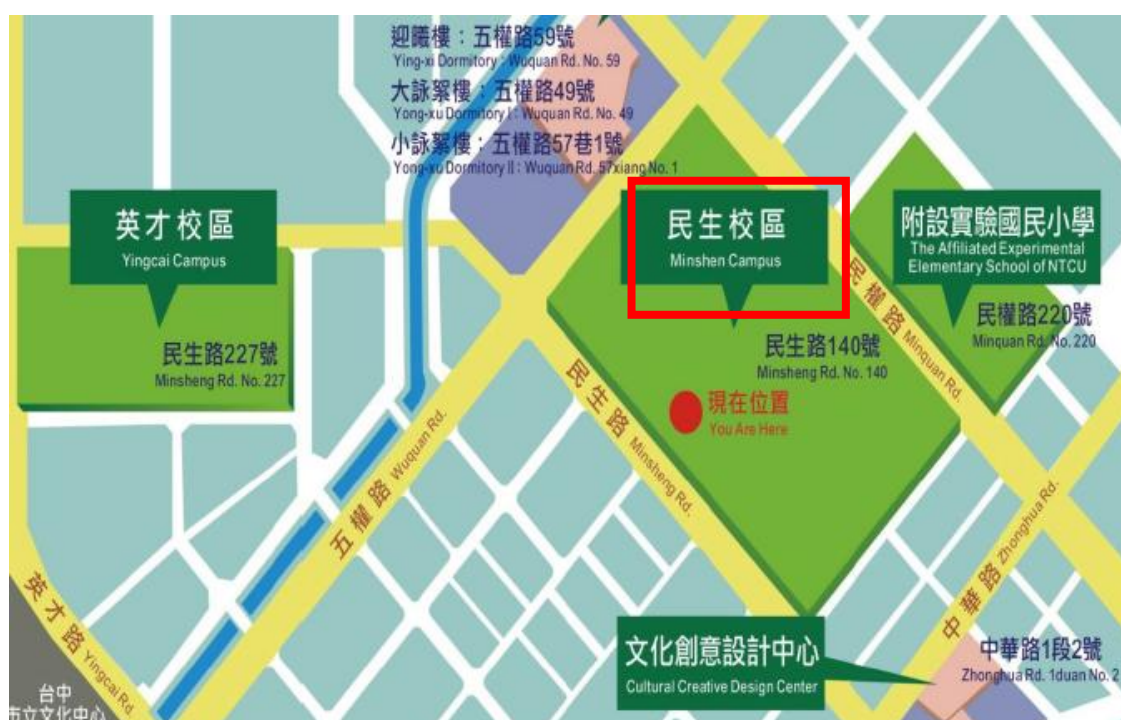 迎曦樓：五權路59號
Ying-xi Dormitory：Wuquan Rd. No. 59
大詠絮樓：五權路49號
Yong-xu Dormitory I：Wuquan Rd. No. 49
小詠絮樓：五權路57巷1號
Yong-xu Dormitory II：Wuquan Rd. 57xiang No. 1
英才校區
Yingcai Campus
民生校區
Minshen Campus
附設實驗國民小學
The Affiliated Experimental
Elementary School of NTCU
民權路 Minquan Rd.
民權路220號
Minquan Rd. No. 220
民生路227號
Minsheng Rd. No. 227
民生路140號
Minsheng Rd. No. 140
現在位置
You Are Here
民生路 Minsheng Rd.
五權路 Wuquan Rd.
中華路 Zhonghua Rd.
英才路 Yingcai Rd.
文化創意設計中心
Cultural Creative Design Center
中華路1段2號
Zhonghua Rd. 1duan No. 2
台中
市立文化中心